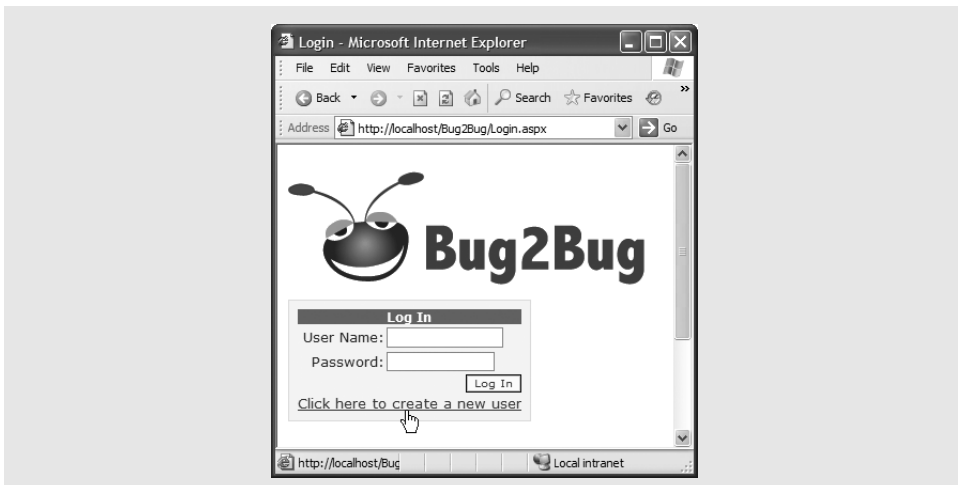 Login - Microsoft Internet Explorer
File Edit View Favorites Tools Help
Back Search Favorites »
Address http://localhost/Bug2Bug/Login.aspx Go
Bug2Bug
Log In
User Name:
Password:
Log In
Click here to create a new user
http://localhost/Bug Local intranet